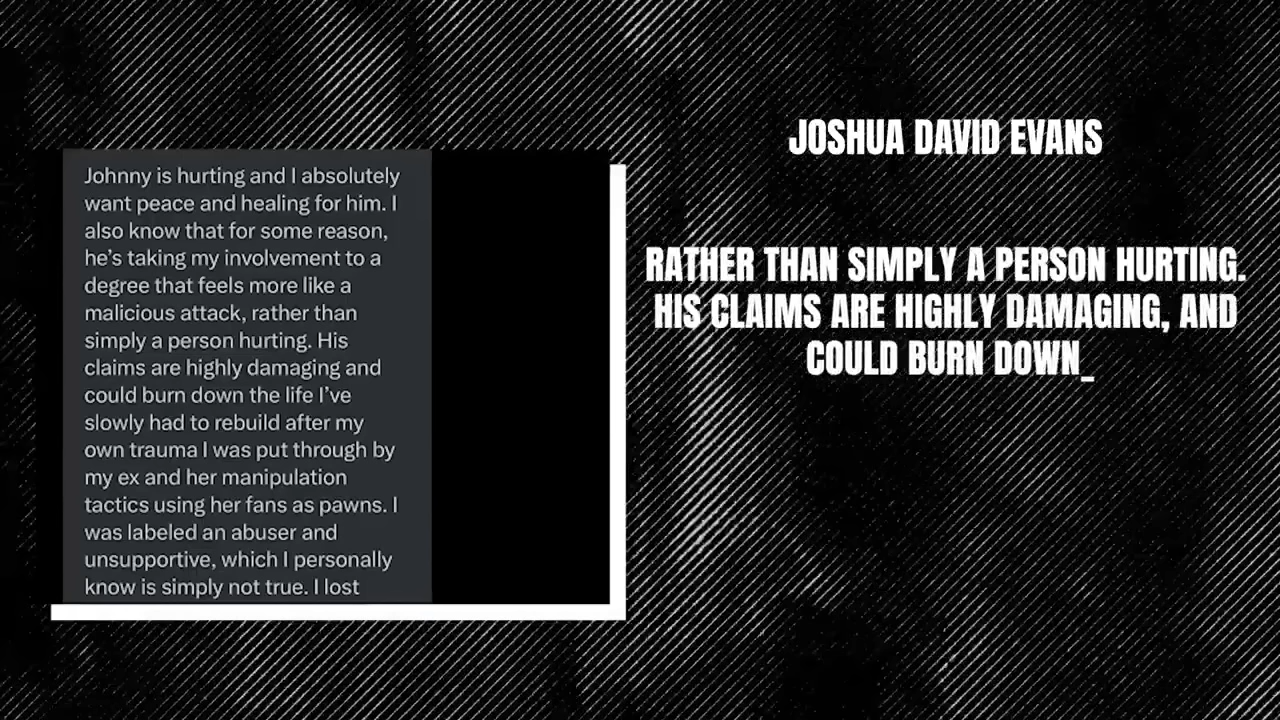 Johnny is hurting and I absolutely
want peace and healing for him. I
also know that for some reason,
he's taking my involvement to a
degree that feels more like a
malicious attack, rather than
simply a person hurting. His
claims are highly damaging and
could burn down the life I've
slowly had to rebuild after my
own trauma I was put through by
my ex and her manipulation
tactics using her fans as pawns. I
was labeled an abuser and
unsupportive, which I personally
know is simply not true. I lost
JOSHUA DAVID EVANS
RATHER THAN SIMPLY A PERSON HURTING.
HIS CLAIMS ARE HIGHLY DAMAGING, AND
COULD BURN DOWN_